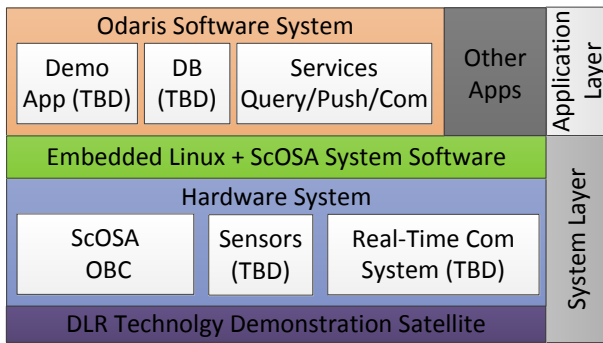 Odaris Software System
Demo
App (TBD)
DB
(TBD)
Services
Query/Push/Com
Other
Apps
Application
Layer
Embedded Linux + ScOSA System Software
Hardware System
ScOSA
OBC
Sensors
(TBD)
Real-Time Com
System (TBD)
System Layer
DLR Technolgy Demonstration Satellite